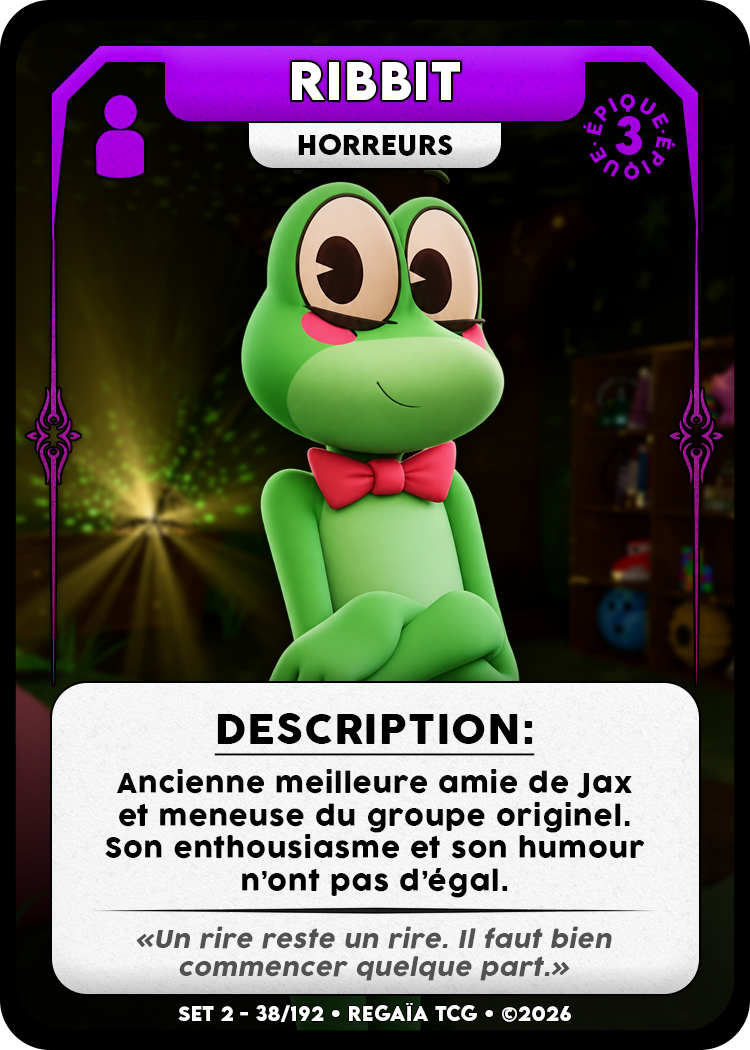 RIBBIT
HORREURS
ÉPIQUE·ÉPIQUE·
3
DESCRIPTION:
Ancienne meilleure amie de Jax
et meneuse du groupe originel.
Son enthousiasme et son humour
n'ont pas d'égal.
«Un rire reste un rire. Il faut bien
commencer quelque part.»
SET 2 - 38/192 • REGAÏA TCG • ©2026